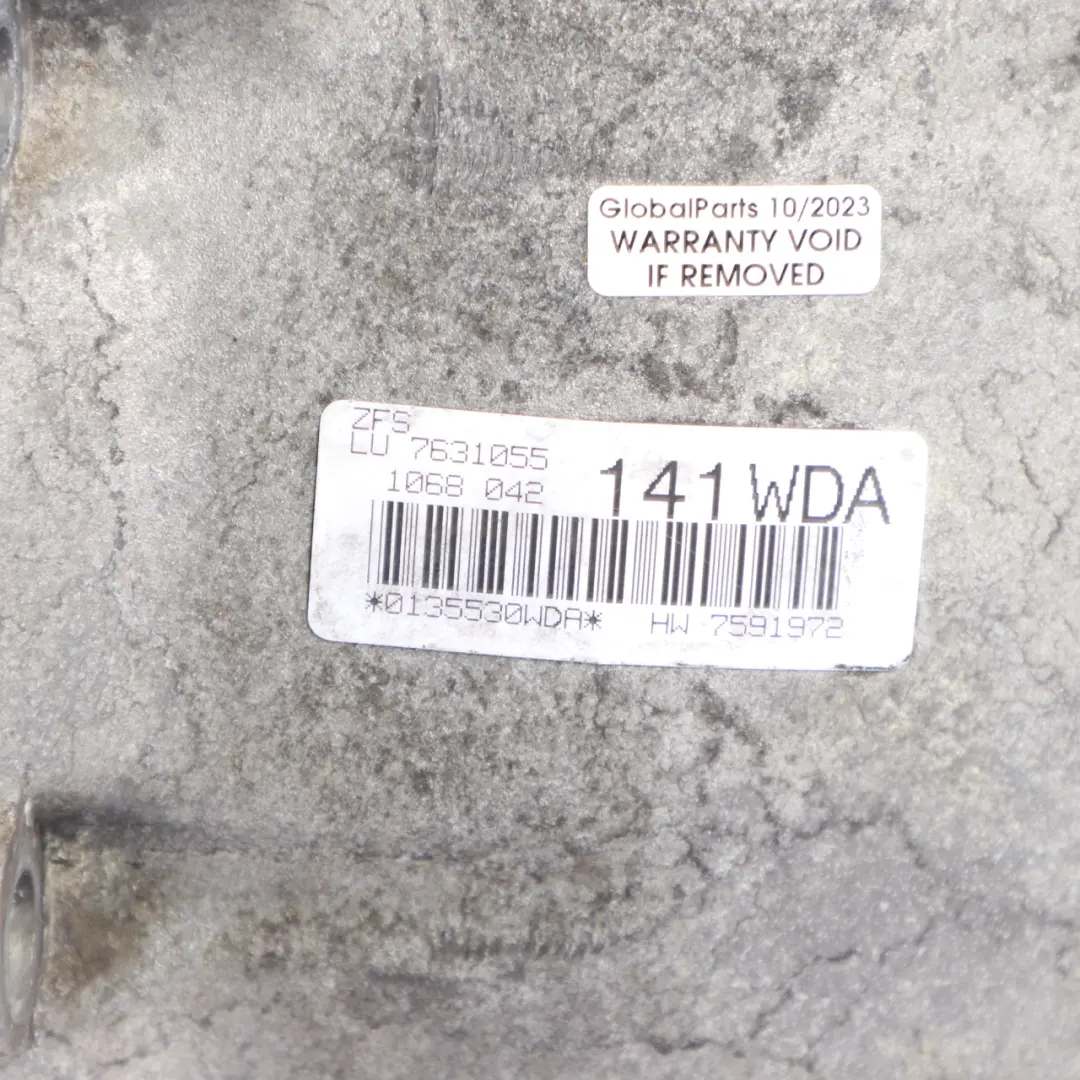 GlobalParts 10/2023
WARRANTY VOID
IF REMOVED
ZFS
LU 7631055
1068 042 141 WDA
*0135530WDA* HW 7591972